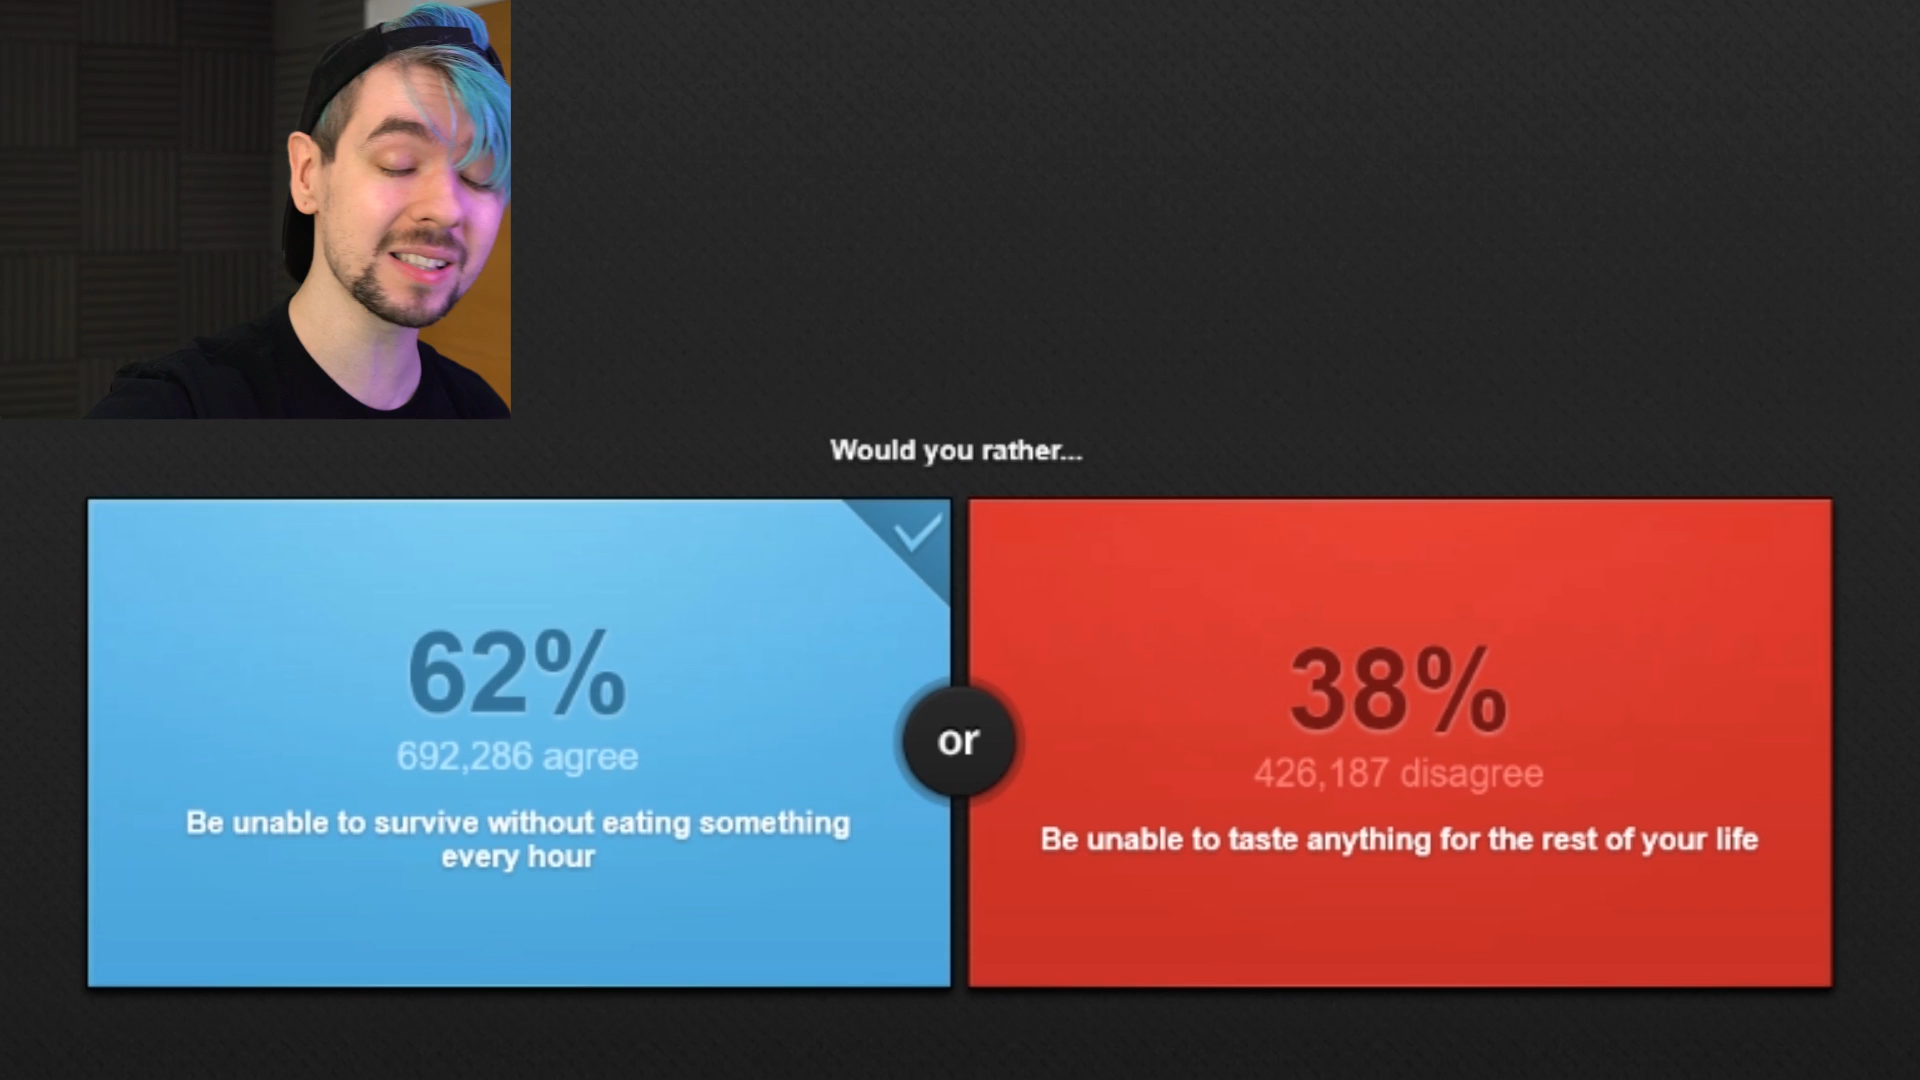 Would you rather...
62%
692,286 agree
Be unable to survive without eating something
every hour
or
38%
426,187 disagree
Be unable to taste anything for the rest of your life